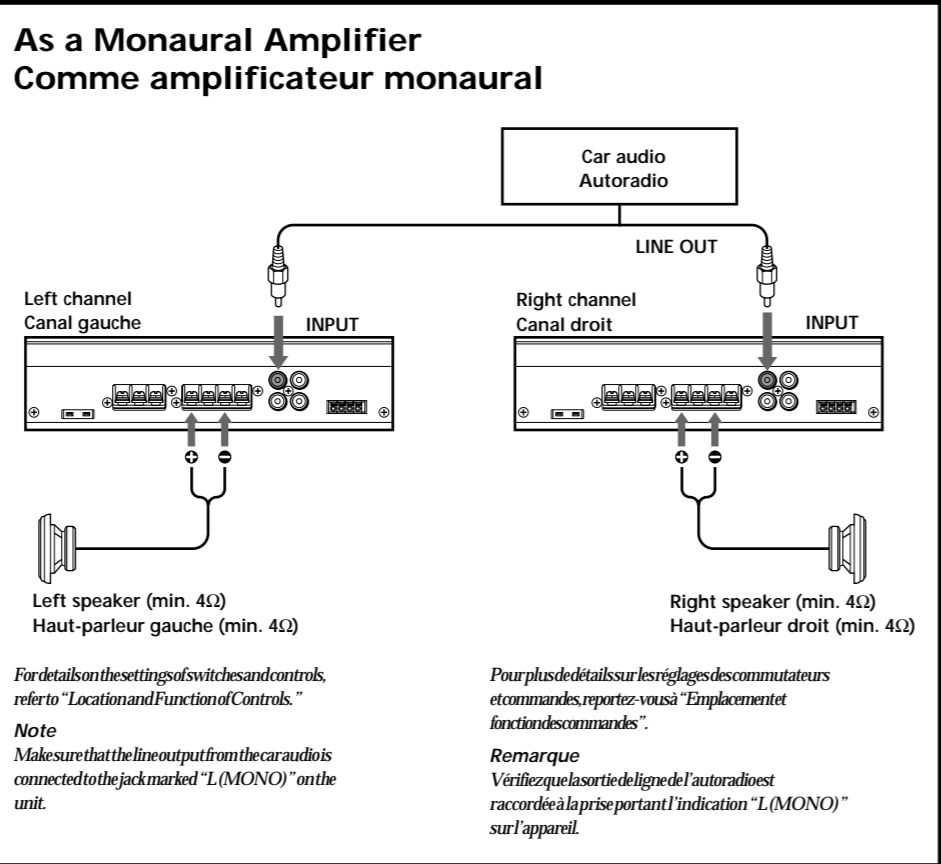 As a Monaural Amplifier
Comme amplificateur monaural
Car audio
Autoradio
LINE OUT
Left channel
Canal gauche
INPUT
Right channel
Canal droit
INPUT
Left speaker (min. 4Ω)
Haut-parleur gauche (min. 4Ω)
Right speaker (min. 4Ω)
Haut-parleur droit (min. 4Ω)
For details on the settings of switches and controls,
refer to “Location and Function of Controls.”
Note
Make sure that the line output from the car audio is
connected to the jack marked “L (MONO)” on the
unit.
Pour plus de détails sur les réglages des commutateurs
et commandes, reportez-vous à “Emplacement et
fonction des commandes”.
Remarque
Vérifiez que la sortie de ligne de l’autoradio est
raccordée à la prise portant l’indication “L (MONO)”
sur l’appareil.